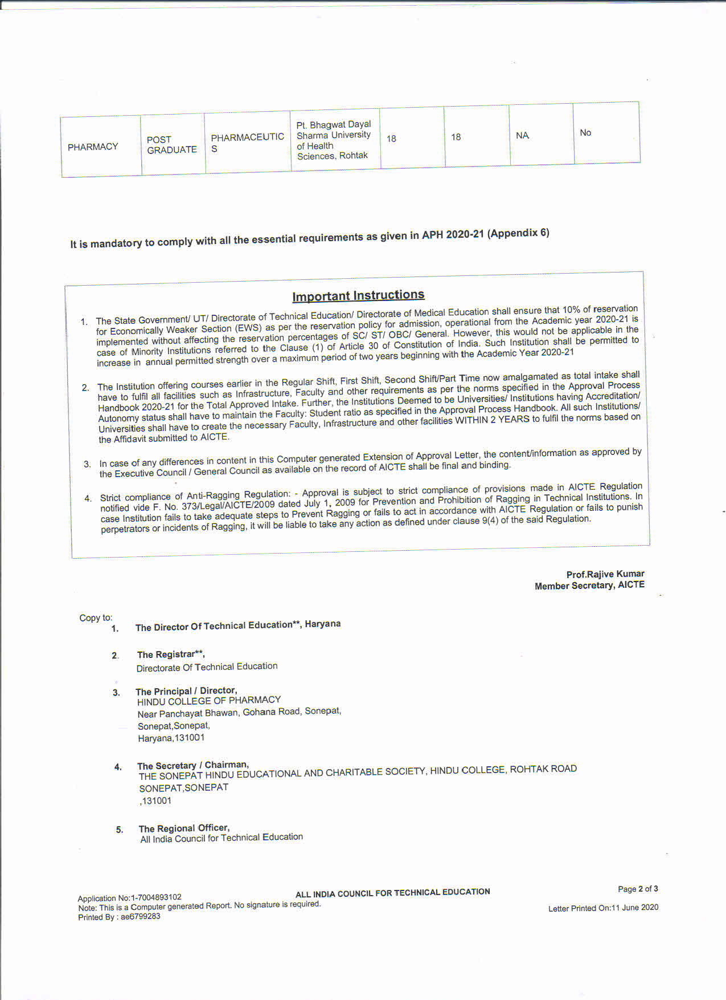 PHARMACY
POST
GRADUATE
PHARMACEUTIC
S
Pt. Bhagwat Dayal
Sharma University
of Health
Sciences, Rohtak
18
18
NA
No
It is mandatory to comply with all the essential requirements as given in APH 2020-21 (Appendix 6)
Important Instructions
1. The State Government/ UT/ Directorate of Technical Education/ Directorate of Medical Education shall ensure that 10% of reservation
for Economically Weaker Section (EWS) as per the reservation policy for admission, operational from the Academic year 2020-21 is
implemented without affecting the reservation percentages of SC/ ST/ OBC/ General. However, this would not be applicable in the
case of Minority Institutions referred to the Clause (1) of Article 30 of Constitution of India. Such Institution shall be permitted to
increase in annual permitted strength over a maximum period of two years beginning with the Academic Year 2020-21
2. The Institution offering courses earlier in the Regular Shift, First Shift, Second Shift/Part Time now amalgamated as total intake shall
have to fulfil all facilities such as Infrastructure, Faculty and other requirements as per the norms specified in the Approval Process
Handbook 2020-21 for the Total Approved Intake. Further, the Institutions Deemed to be Universities/ Institutions having Accreditation/
Autonomy status shall have to maintain the Faculty: Student ratio as specified in the Approval Process Handbook. All such Institutions/
Universities shall have to create the necessary Faculty, Infrastructure and other facilities WITHIN 2 YEARS to fulfil the norms based on
the Affidavit submitted to AICTE.
3. In case of any differences in content in this Computer generated Extension of Approval Letter, the content/information as approved by
the Executive Council / General Council as available on the record of AICTE shall be final and binding.
4. Strict compliance of Anti-Ragging Regulation: - Approval is subject to strict compliance of provisions made in AICTE Regulation
notified vide F. No. 373/Legal/AICTE/2009 dated July 1, 2009 for Prevention and Prohibition of Ragging in Technical Institutions. In
case Institution fails to take adequate steps to Prevent Ragging or fails to act in accordance with AICTE Regulation or fails to punish
perpetrators or incidents of Ragging, it will be liable to take any action as defined under clause 9(4) of the said Regulation.
Prof.Rajive Kumar
Member Secretary, AICTE
Copy to:
1. The Director Of Technical Education**, Haryana
2. The Registrar**,
Directorate Of Technical Education
3. The Principal / Director,
HINDU COLLEGE OF PHARMACY
Near Panchayat Bhawan, Gohana Road, Sonepat,
Sonepat,Sonepat,
Haryana,131001
4. The Secretary / Chairman,
THE SONEPAT HINDU EDUCATIONAL AND CHARITABLE SOCIETY, HINDU COLLEGE, ROHTAK ROAD
SONEPAT,SONEPAT
,131001
5. The Regional Officer,
All India Council for Technical Education
Application No:1-7004893102
Note: This is a Computer generated Report. No signature is required.
Printed By : ae6799283
ALL INDIA COUNCIL FOR TECHNICAL EDUCATION
Page 2 of 3
Letter Printed On:11 June 2020